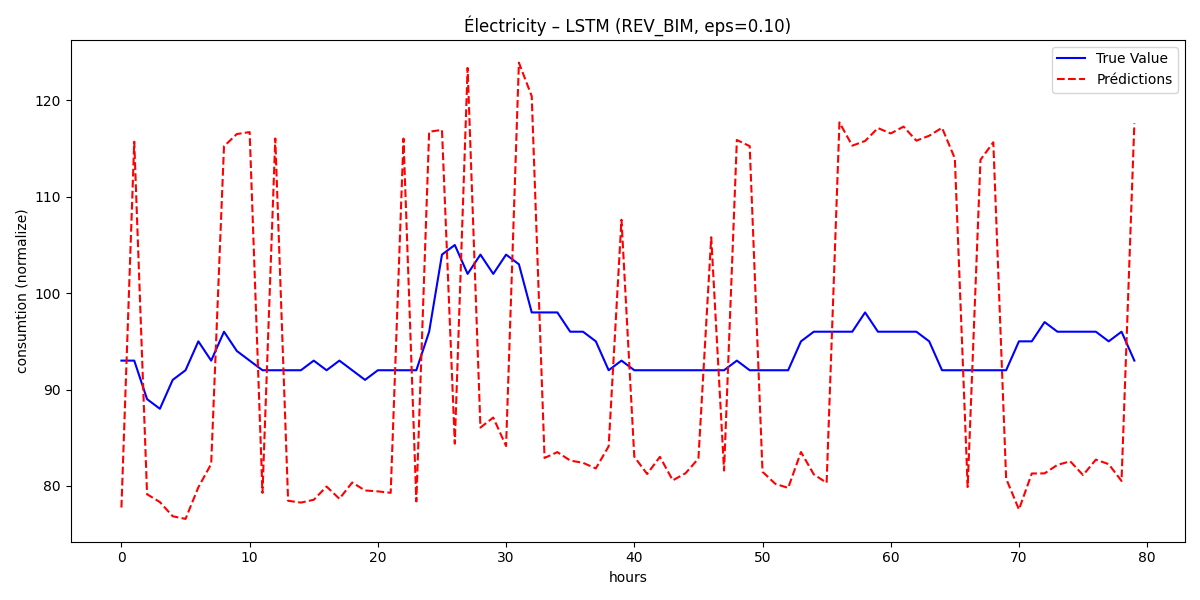 Électricity – LSTM (REV_BIM, eps=0.10)
True Value
Prédictions
consumtion (normalize)
120
110
100
90
80
0 10 20 30 40 50 60 70 80
hours